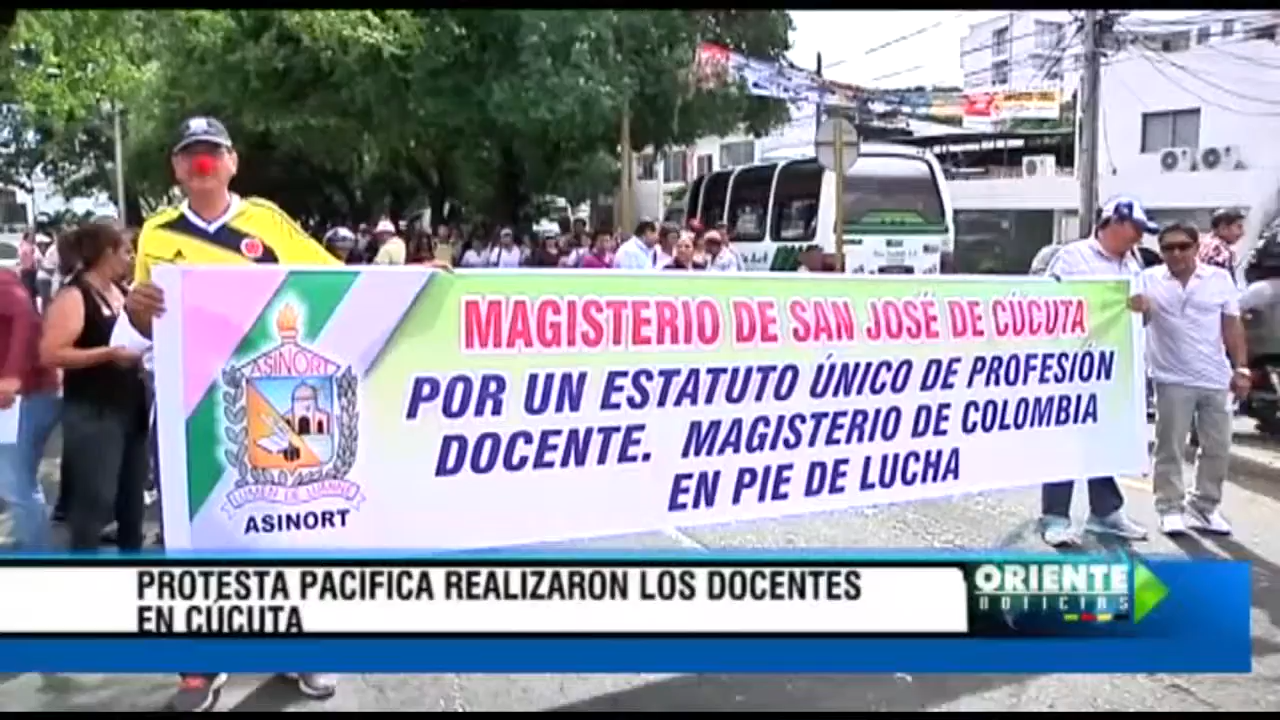 MAGISTERIO DE SAN JOSÉ DE CÚCUTA
POR UN ESTATUTO ÚNICO DE PROFESIÓN
DOCENTE. MAGISTERIO DE COLOMBIA
EN PIE DE LUCHA
ASINORT
ASINORT
PROTESTA PACIFICA REALIZARON LOS DOCENTES
EN CÚCUTA
ORIENTE
NOTICIAS